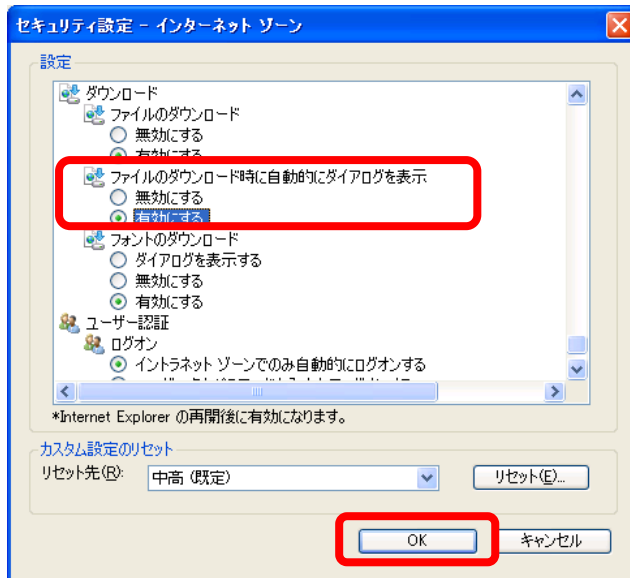 セキュリティ設定 - インターネット ゾーン
設定
ダウンロード
ファイルのダウンロード
無効にする
有効にする
ファイルのダウンロード時に自動的にダイアログを表示
無効にする
有効にする
フォントのダウンロード
ダイアログを表示する
無効にする
有効にする
ユーザー認証
ログオン
イントラネット ゾーンでのみ自動的にログオンする
*Internet Explorer の再開後に有効になります。
カスタム設定のリセット
リセット先(R): 中高 (既定) リセット(E)...
OK キャンセル